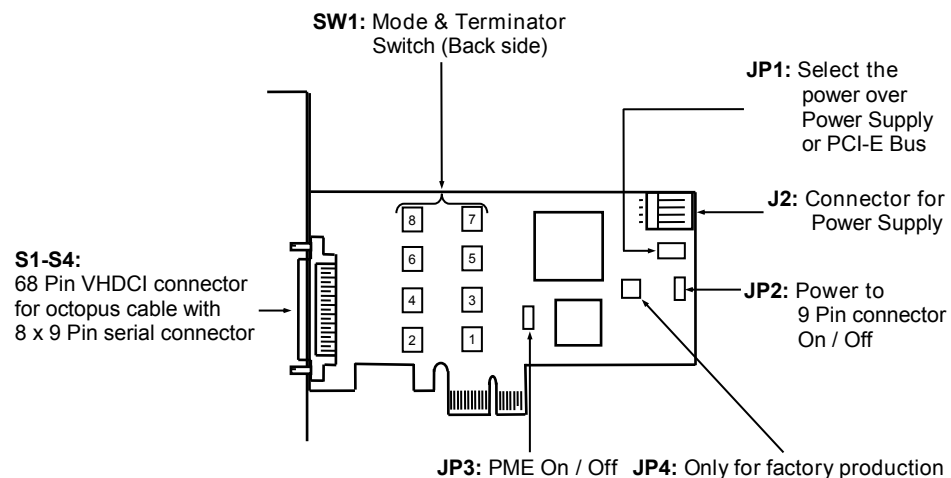 SW1: Mode & Terminator
Switch (Back side)
JP1: Select the
power over
Power Supply
or PCI-E Bus
J2: Connector for
Power Supply
S1-S4:
68 Pin VHDCI connector
for octopus cable with
8 x 9 Pin serial connector
8 7
6 5
4 3
2 1
JP2: Power to
9 Pin connector
On / Off
JP3: PME On / Off
JP4: Only for factory production